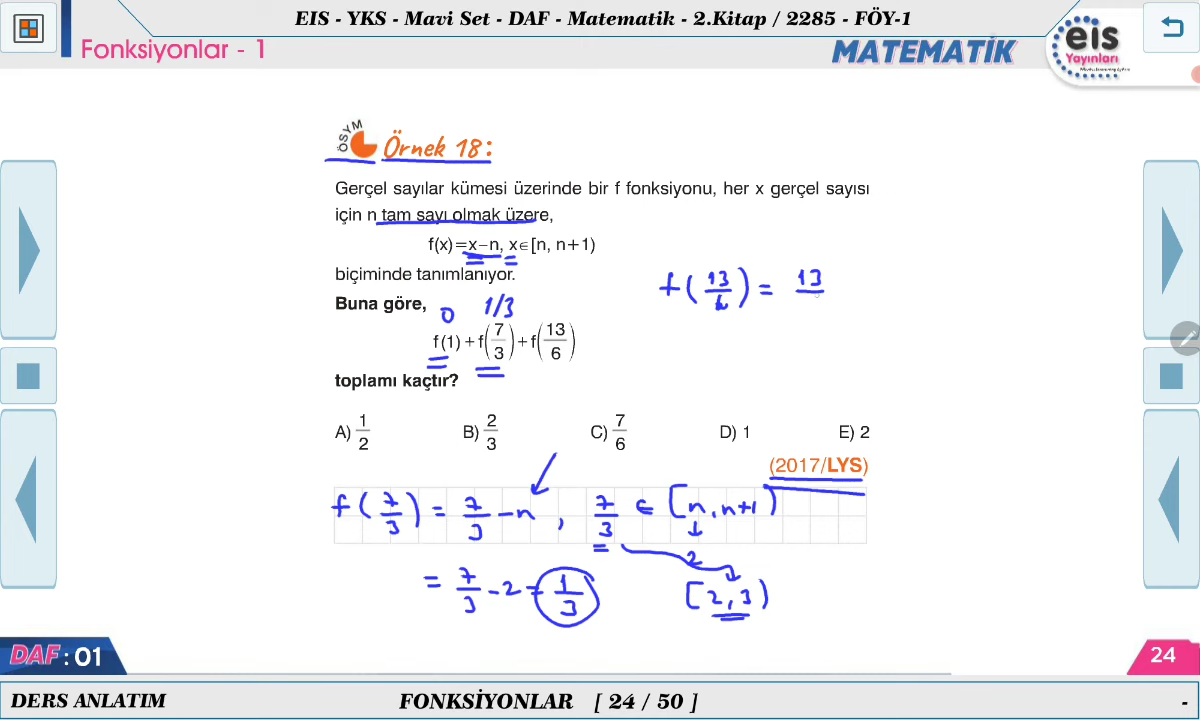 EIS - YKS - Mavi Set - DAF - Matematik - 2.Kitap / 2285 - FÖY-1
Fonksiyonlar - 1
MATEMATİK
eis
Yayınları
ÖSYM
Örnek 18:
Gerçel sayılar kümesi üzerinde bir f fonksiyonu, her x gerçel sayısı
için n tam sayı olmak üzere,
f(x)=x–n, x∈[n, n+1)
biçiminde tanımlanıyor.
f(13/6) = 13
Buna göre,
0 1/3
f(1) + f(7/3) + f(13/6)
toplamı kaçtır?
A) 1/2 B) 2/3 C) 7/6 D) 1 E) 2
(2017/LYS)
f(7/3) = 7/3 - n , 7/3 ∈ [n, n+1)
2
= 7/3 - 2 = 1/3 [2, 3)
DAF : 01
24
DERS ANLATIM
FONKSİYONLAR [ 24 / 50 ]
-